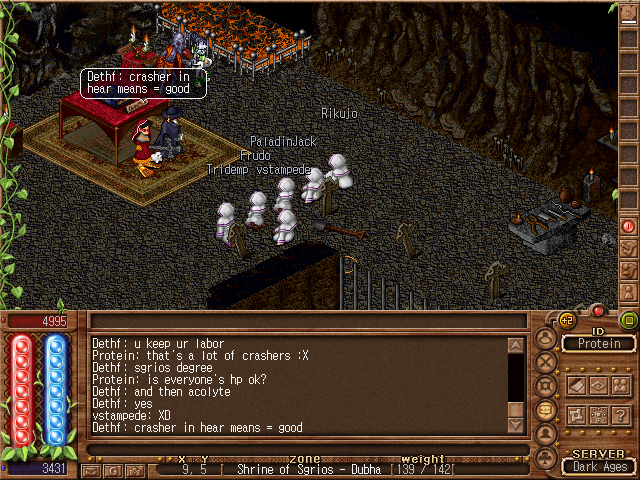 Dethf: crasher in
hear means = good
Rikujo
PaladinJack
Frudo
Tridemp vstampede
4995
Dethf: u keep ur labor
Protein: that's a lot of crashers :X
Dethf: sgrios degree
Protein: is everyone's hp ok?
Dethf: and then acolyte
Dethf: yes
vstampede: XD
Dethf: crasher in hear means = good
+2
ID
Protein
?
SERVER
Dark Ages
3431
x y zone weight
9, 5 [ Shrine of Sgrios - Dubha [139 / 142[